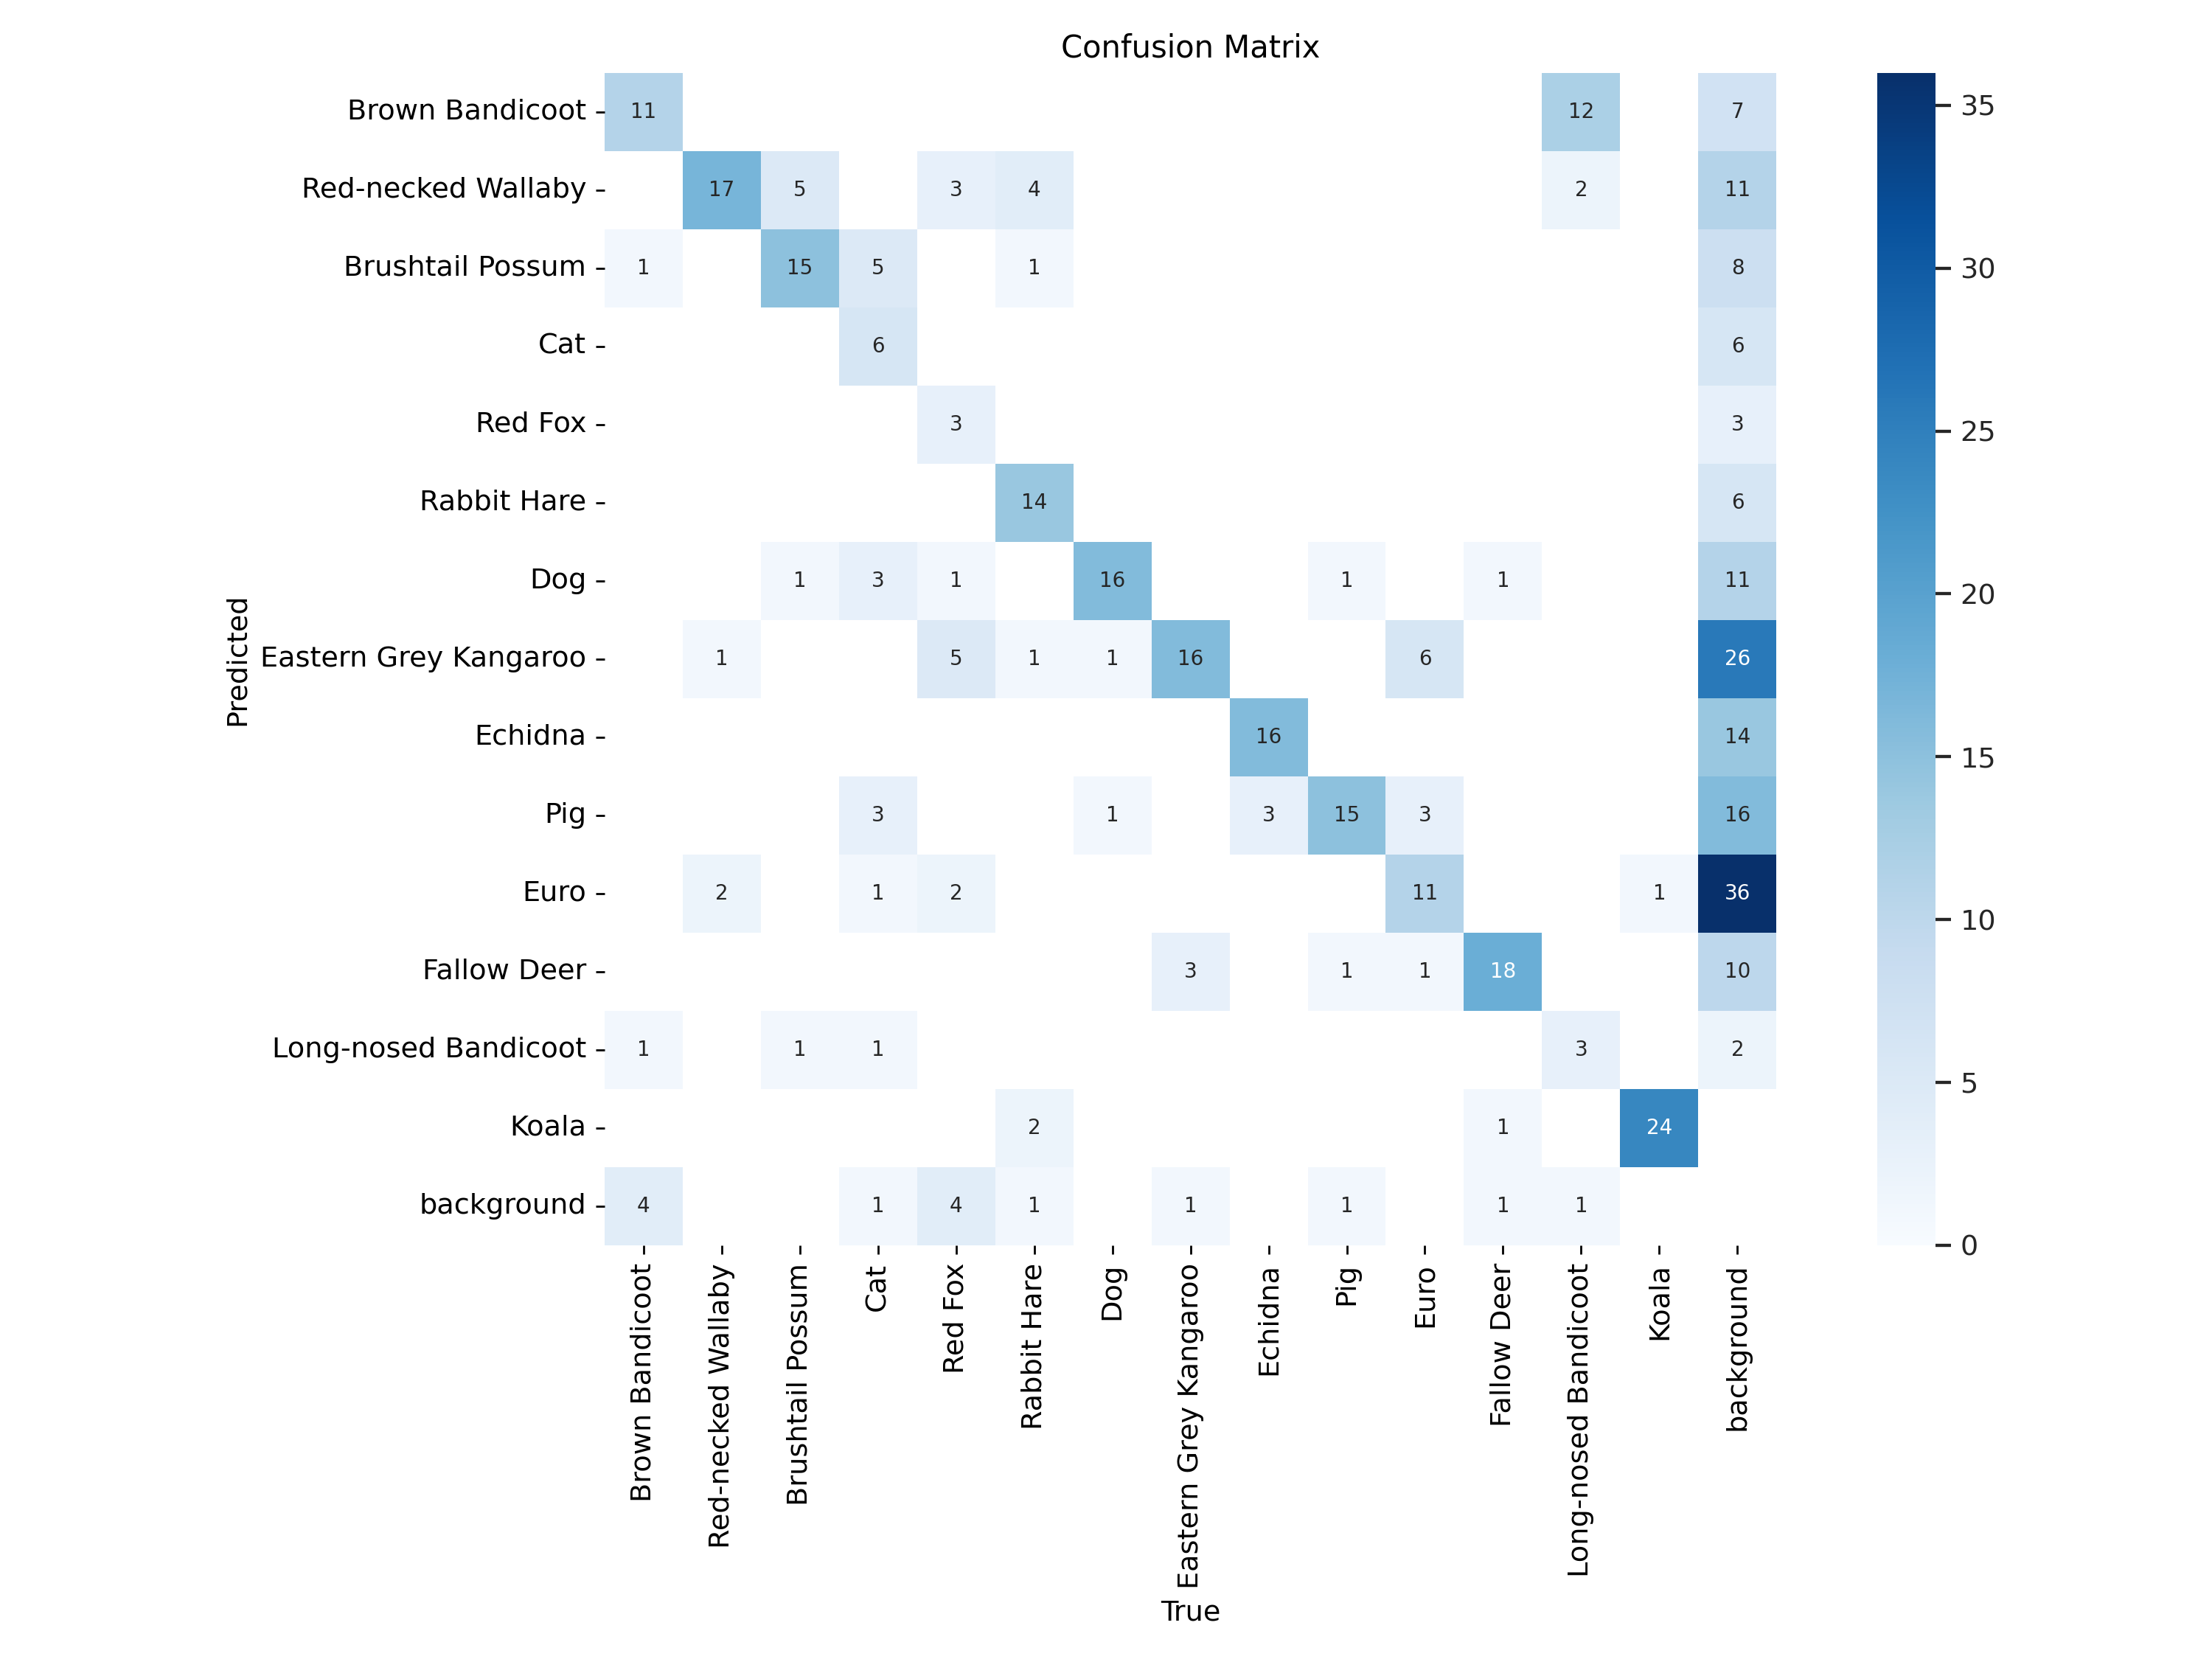 Confusion Matrix
Predicted
Brown Bandicoot 11 12 7
Red-necked Wallaby 17 5 3 4 2 11
Brushtail Possum 1 15 5 1 8
Cat 6 6
Red Fox 3 3
Rabbit Hare 14 6
Dog 1 3 1 16 1 1 11
Eastern Grey Kangaroo 1 5 1 1 16 6 26
Echidna 16 14
Pig 3 1 3 15 3 16
Euro 2 1 2 11 1 36
Fallow Deer 3 1 1 18 10
Long-nosed Bandicoot 1 1 1 3 2
Koala 2 1 24
background 4 1 4 1 1 1 1 1
Brown Bandicoot
Red-necked Wallaby
Brushtail Possum
Cat
Red Fox
Rabbit Hare
Dog
Eastern Grey Kangaroo
Echidna
Pig
Euro
Fallow Deer
Long-nosed Bandicoot
Koala
background
True
35
30
25
20
15
10
5
0